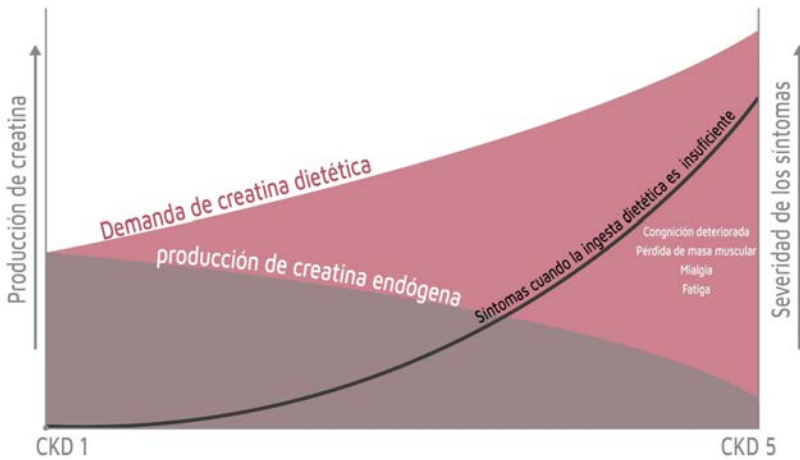 Producción de creatina
Demanda de creatina dietética
producción de creatina endógena
Síntomas cuando la ingesta dietética es insuficiente
Congnición deteriorada
Pérdida de masa muscular
Mialgia
Fatiga
Severidad de los síntomas
CKD 1
CKD 5